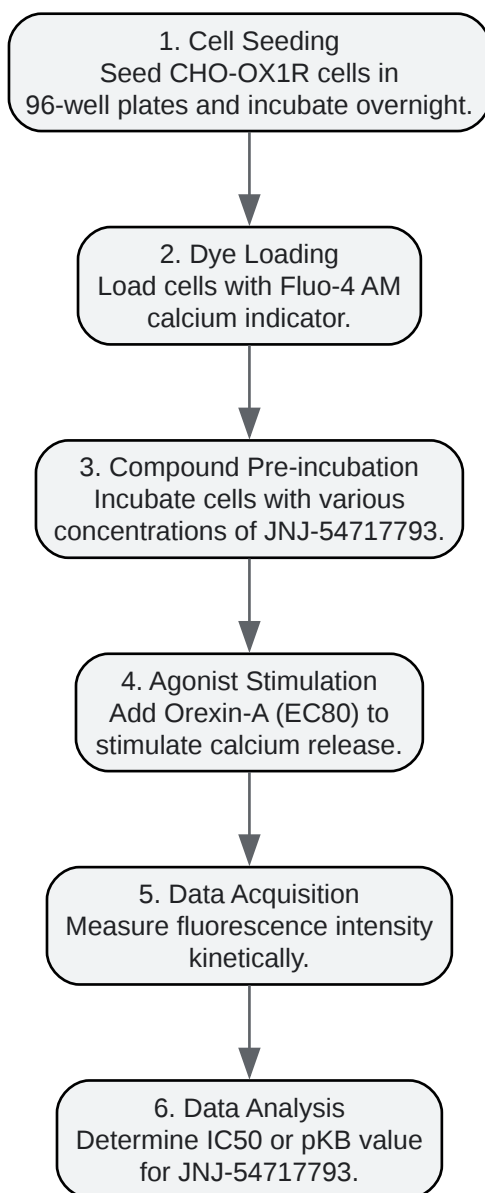 1. Cell Seeding
Seed CHO-OX1R cells in
96-well plates and incubate overnight.
2. Dye Loading
Load cells with Fluo-4 AM
calcium indicator.
3. Compound Pre-incubation
Incubate cells with various
concentrations of JNJ-54717793.
4. Agonist Stimulation
Add Orexin-A (EC80) to
stimulate calcium release.
5. Data Acquisition
Measure fluorescence intensity
kinetically.
6. Data Analysis
Determine IC50 or pKB value
for JNJ-54717793.